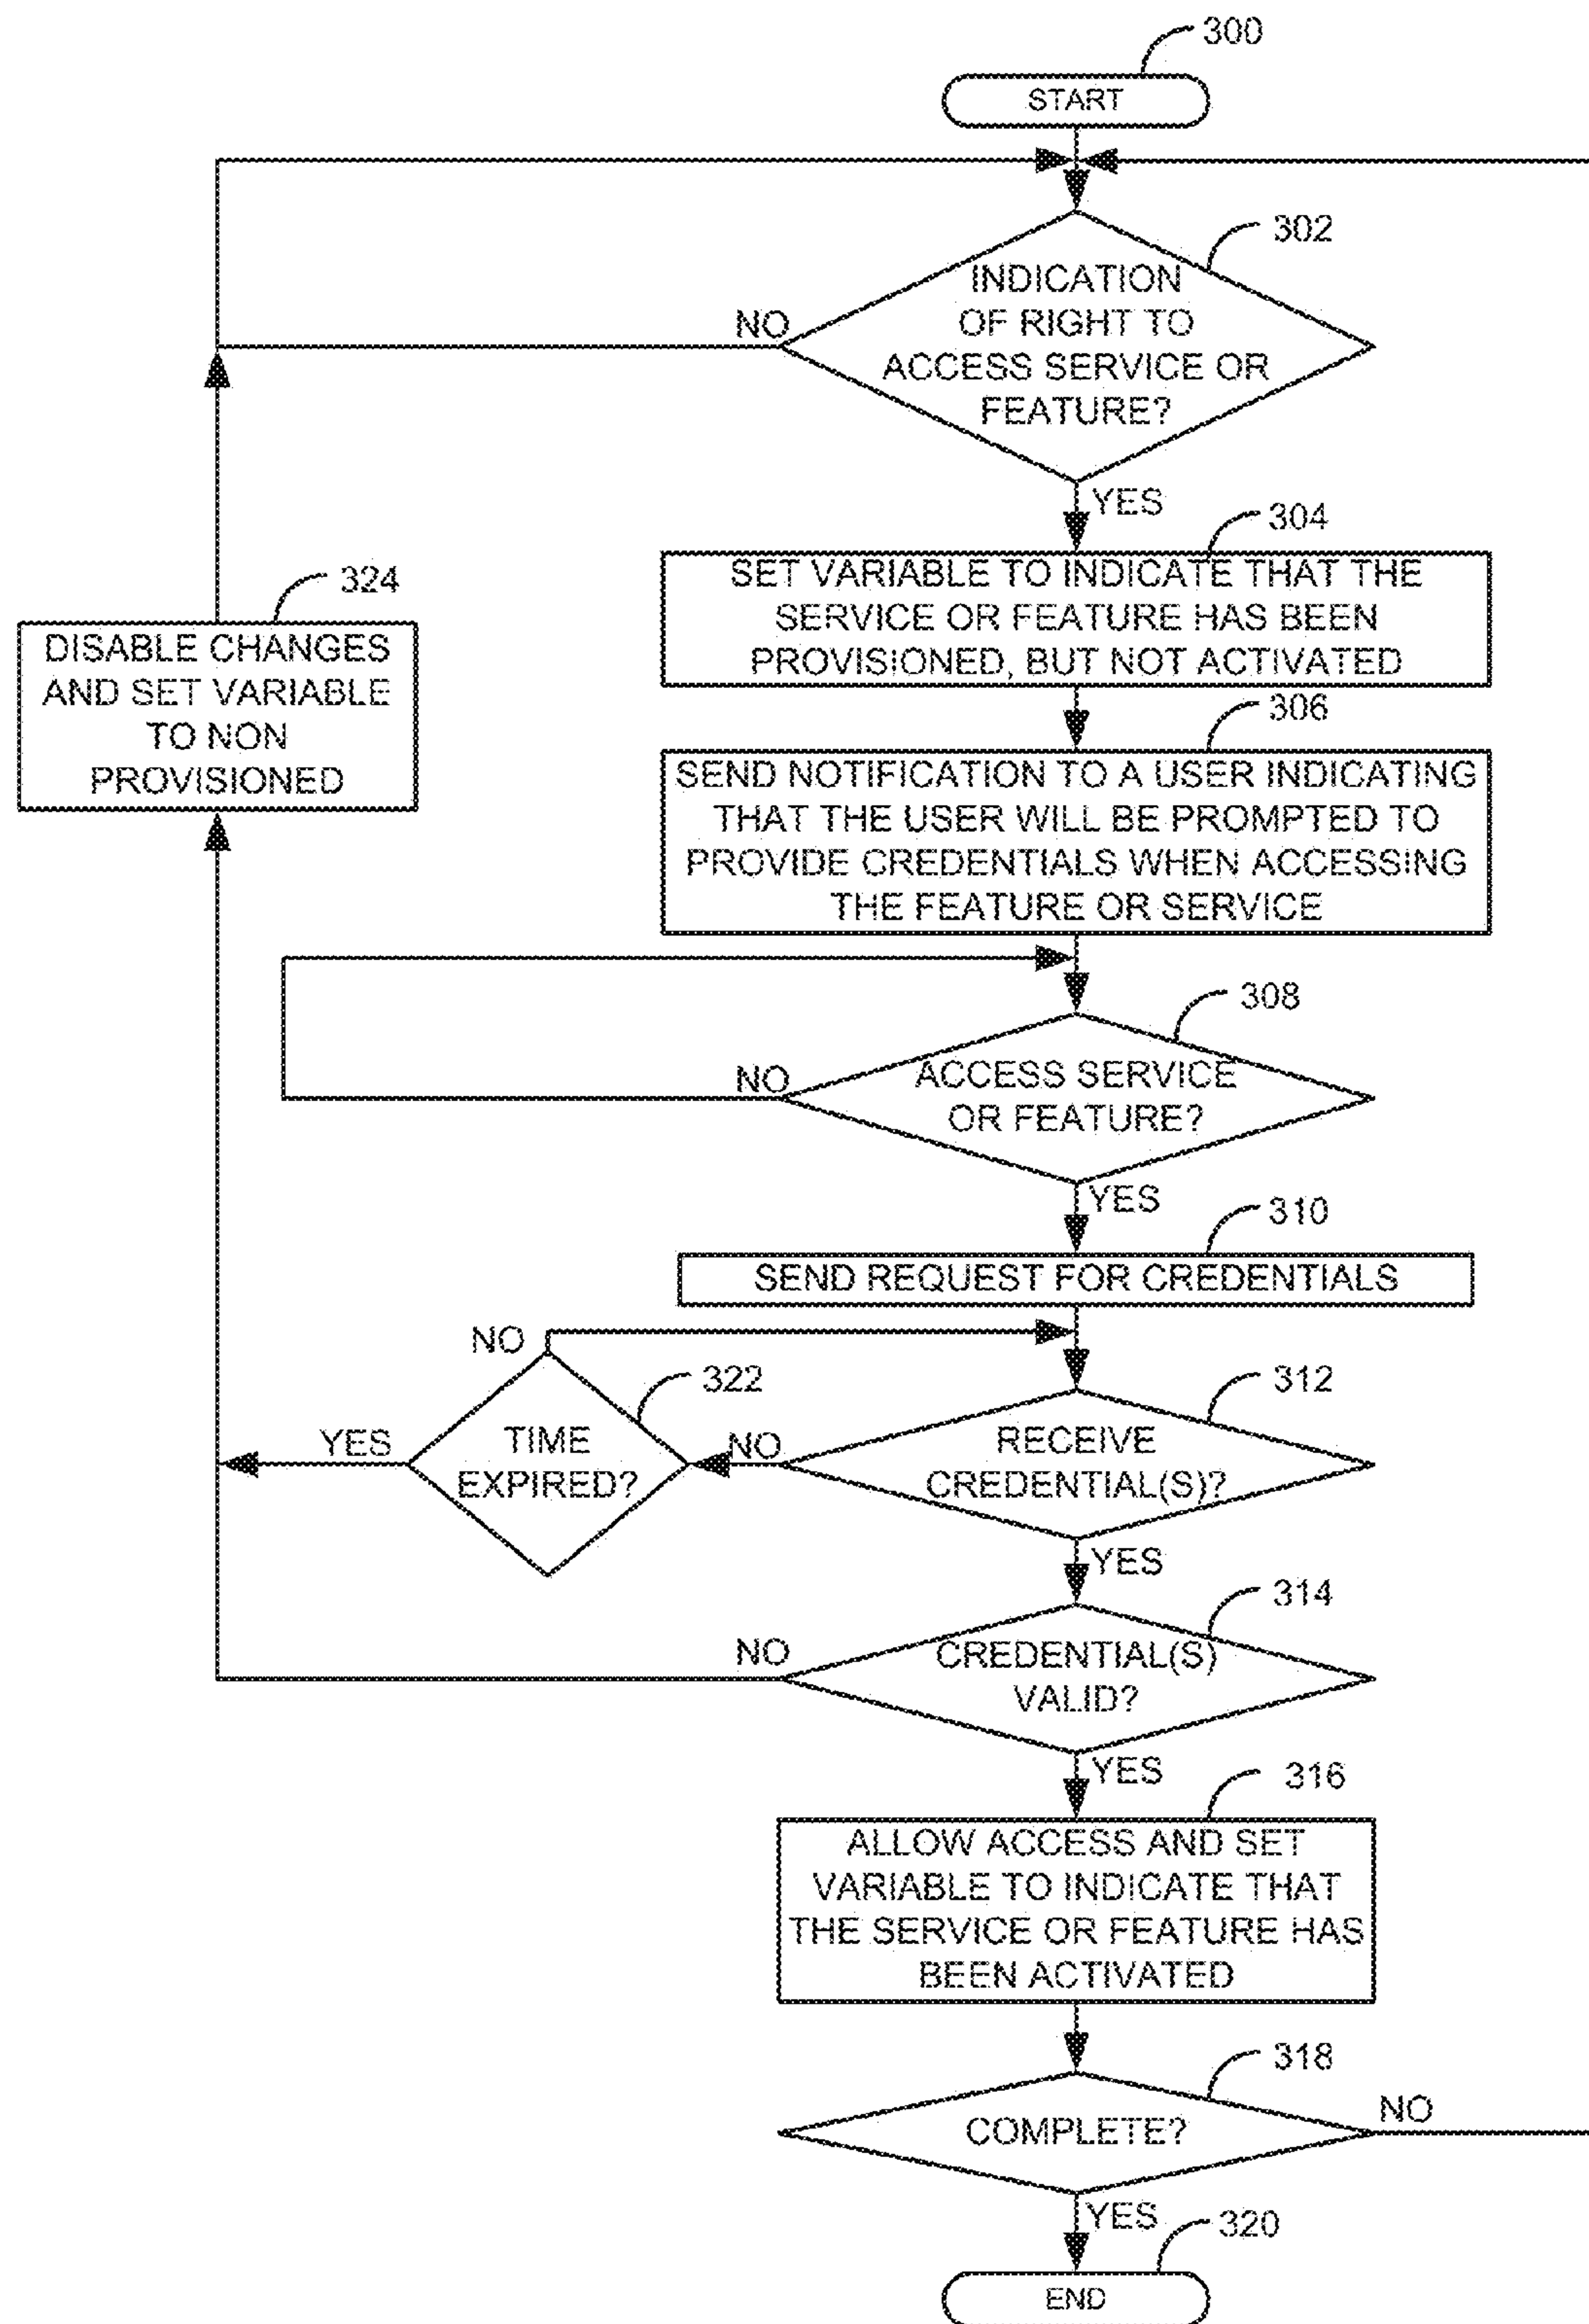 300
START
302
INDICATION
OF RIGHT TO
ACCESS SERVICE OR
FEATURE?
NO
YES
304
SET VARIABLE TO INDICATE THAT THE
SERVICE OR FEATURE HAS BEEN
PROVISIONED, BUT NOT ACTIVATED
324
DISABLE CHANGES
AND SET VARIABLE
TO NON
PROVISIONED
306
SEND NOTIFICATION TO A USER INDICATING
THAT THE USER WILL BE PROMPTED TO
PROVIDE CREDENTIALS WHEN ACCESSING
THE FEATURE OR SERVICE
308
NO
ACCESS SERVICE
OR FEATURE?
YES
310
SEND REQUEST FOR CREDENTIALS
NO
322
312
YES
TIME
EXPIRED?
NO
RECEIVE
CREDENTIAL(S)?
YES
314
NO
CREDENTIAL(S)
VALID?
YES
316
ALLOW ACCESS AND SET
VARIABLE TO INDICATE THAT
THE SERVICE OR FEATURE HAS
BEEN ACTIVATED
318
COMPLETE?
NO
YES
320
END